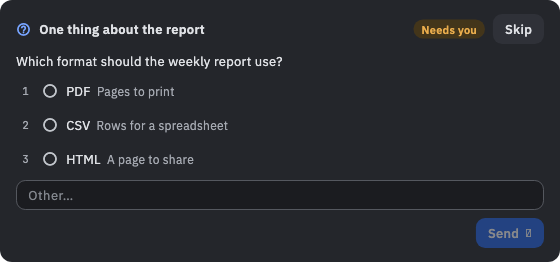 One thing about the report
Needs you
Skip
Which format should the weekly report use?
1 PDF Pages to print
2 CSV Rows for a spreadsheet
3 HTML A page to share
Other...
Send